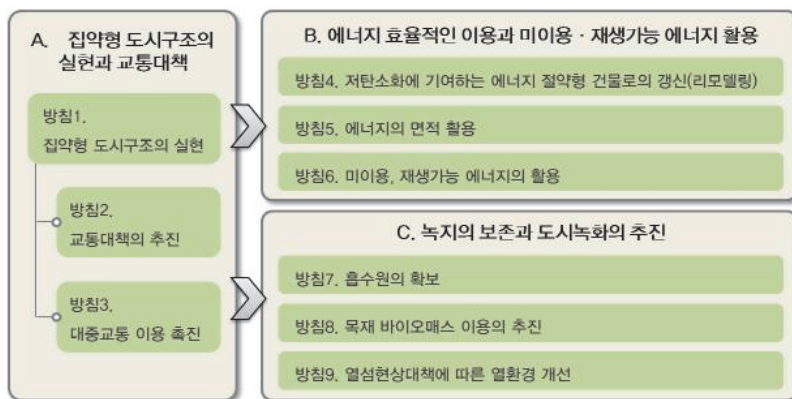 A. 집약형 도시구조의
실현과 교통대책
방침1.
집약형 도시구조의 실현
방침2.
교통대책의 추진
방침3.
대중교통 이용 촉진
B. 에너지 효율적인 이용과 미이용 · 재생가능 에너지 활용
방침4. 저탄소화에 기여하는 에너지 절약형 건물로의 갱신(리모델링)
방침5. 에너지의 면적 활용
방침6. 미이용, 재생가능 에너지의 활용
C. 녹지의 보존과 도시녹화의 추진
방침7. 흡수원의 확보
방침8. 목재 바이오매스 이용의 추진
방침9. 열섬현상대책에 따른 열환경 개선